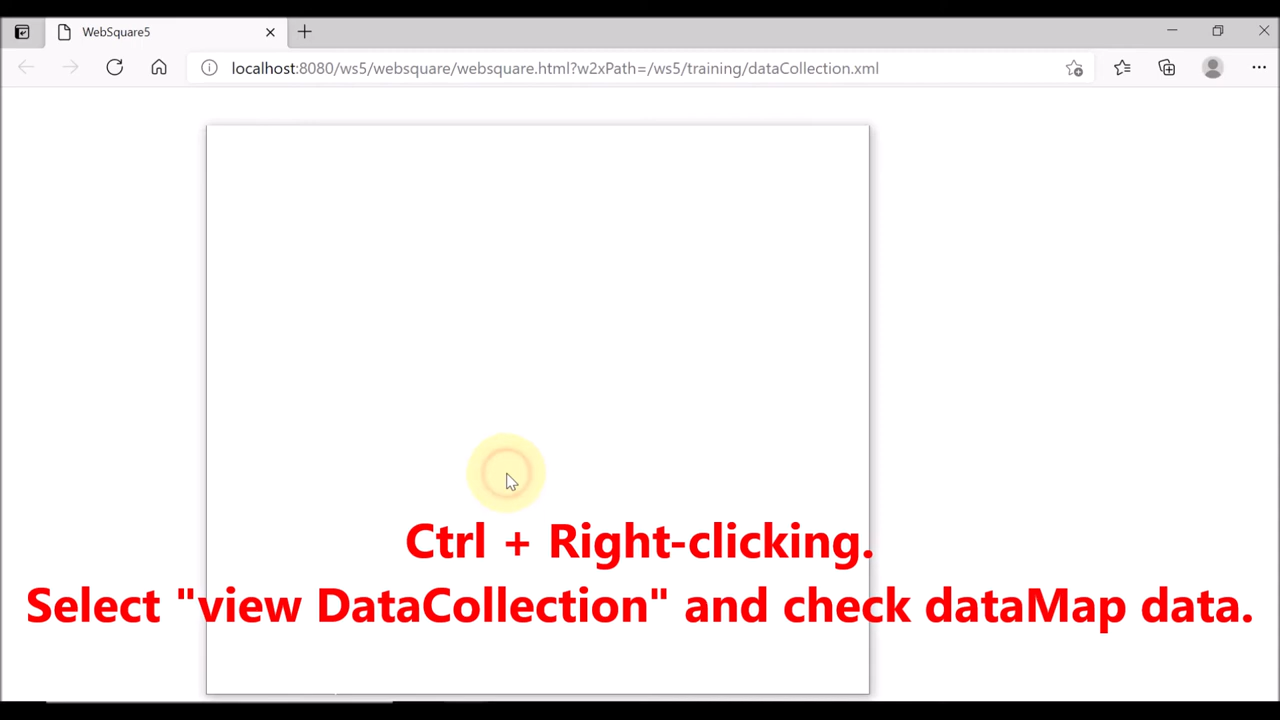 WebSquare5
localhost:8080/ws5/websquare/websquare.html?w2xPath=/ws5/training/dataCollection.xml
Ctrl + Right-clicking.
Select "view DataCollection" and check dataMap data.